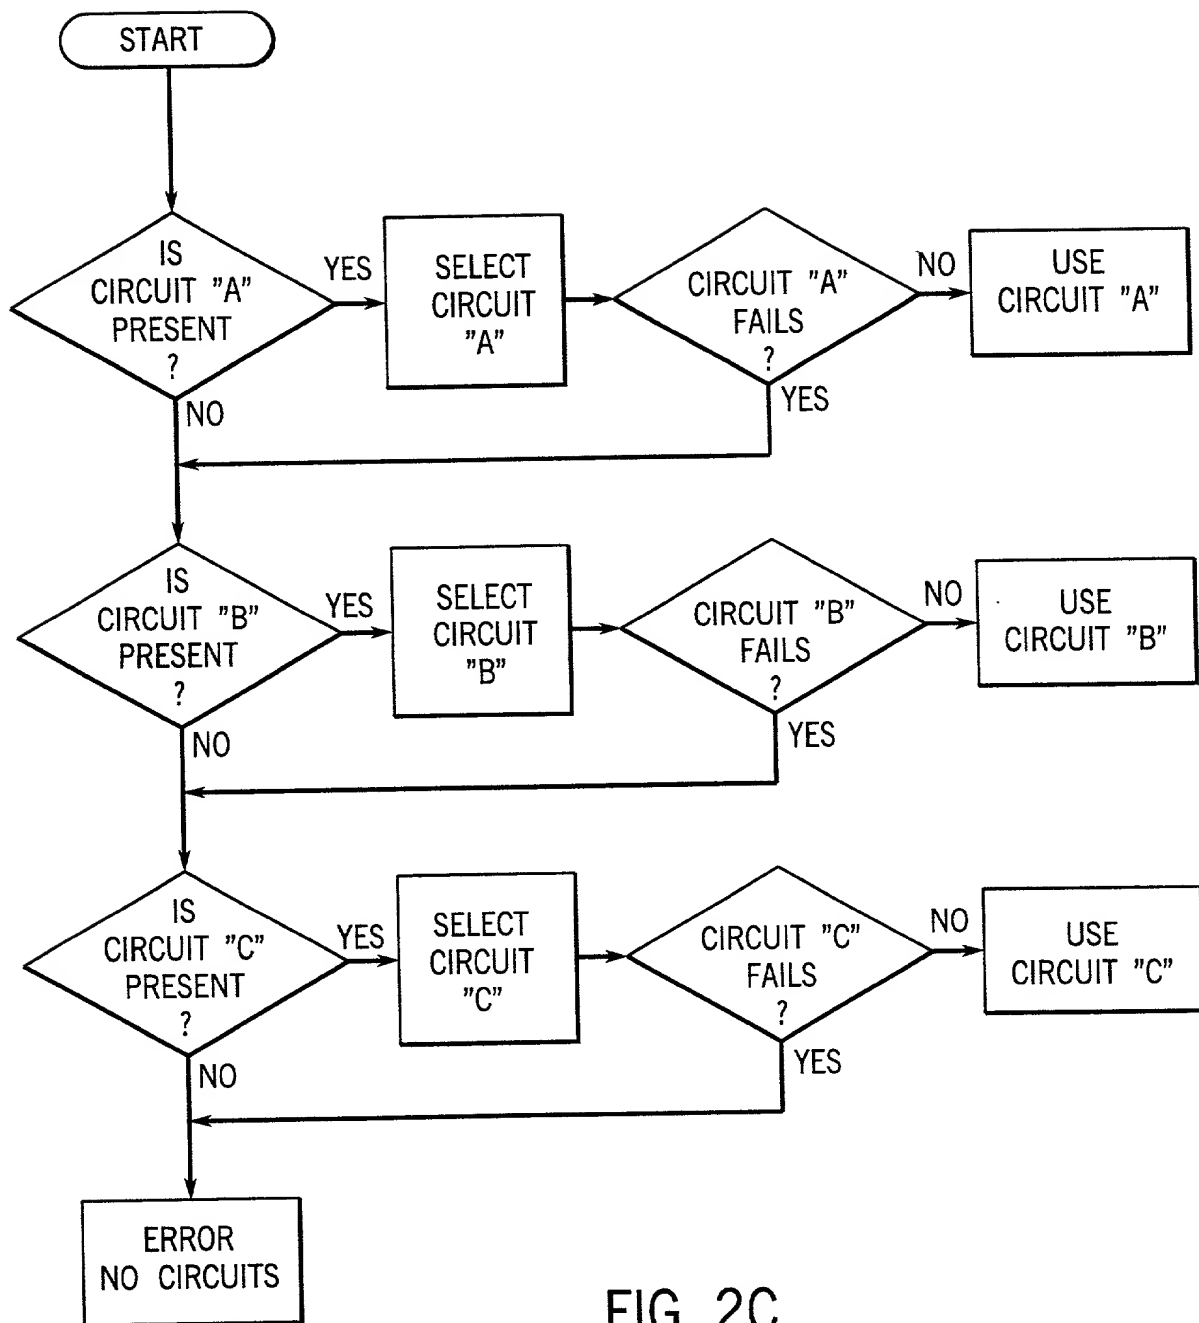 START
IS
CIRCUIT "A"
PRESENT
?
YES
NO
SELECT
CIRCUIT
"A"
CIRCUIT "A"
FAILS
?
NO
YES
USE
CIRCUIT "A"
IS
CIRCUIT "B"
PRESENT
?
YES
NO
SELECT
CIRCUIT
"B"
CIRCUIT "B"
FAILS
?
NO
YES
USE
CIRCUIT "B"
IS
CIRCUIT "C"
PRESENT
?
YES
NO
SELECT
CIRCUIT
"C"
CIRCUIT "C"
FAILS
?
NO
YES
USE
CIRCUIT "C"
ERROR
NO CIRCUITS
FIG. 2C